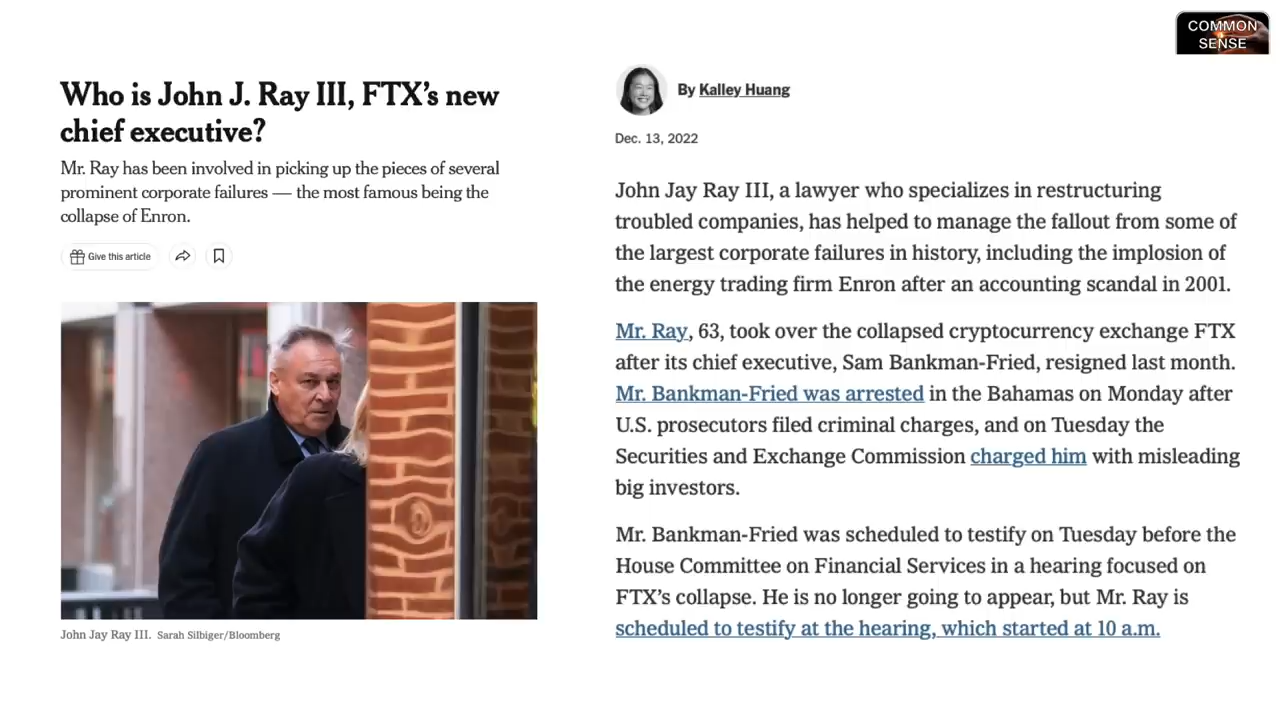 COMMON
SENSE
Who is John J. Ray III, FTX’s new
chief executive?
Mr. Ray has been involved in picking up the pieces of several
prominent corporate failures — the most famous being the
collapse of Enron.
Give this article
John Jay Ray III. Sarah Silbiger/Bloomberg
By Kalley Huang
Dec. 13, 2022
John Jay Ray III, a lawyer who specializes in restructuring
troubled companies, has helped to manage the fallout from some of
the largest corporate failures in history, including the implosion of
the energy trading firm Enron after an accounting scandal in 2001.
Mr. Ray, 63, took over the collapsed cryptocurrency exchange FTX
after its chief executive, Sam Bankman-Fried, resigned last month.
Mr. Bankman-Fried was arrested in the Bahamas on Monday after
U.S. prosecutors filed criminal charges, and on Tuesday the
Securities and Exchange Commission charged him with misleading
big investors.
Mr. Bankman-Fried was scheduled to testify on Tuesday before the
House Committee on Financial Services in a hearing focused on
FTX’s collapse. He is no longer going to appear, but Mr. Ray is
scheduled to testify at the hearing, which started at 10 a.m.